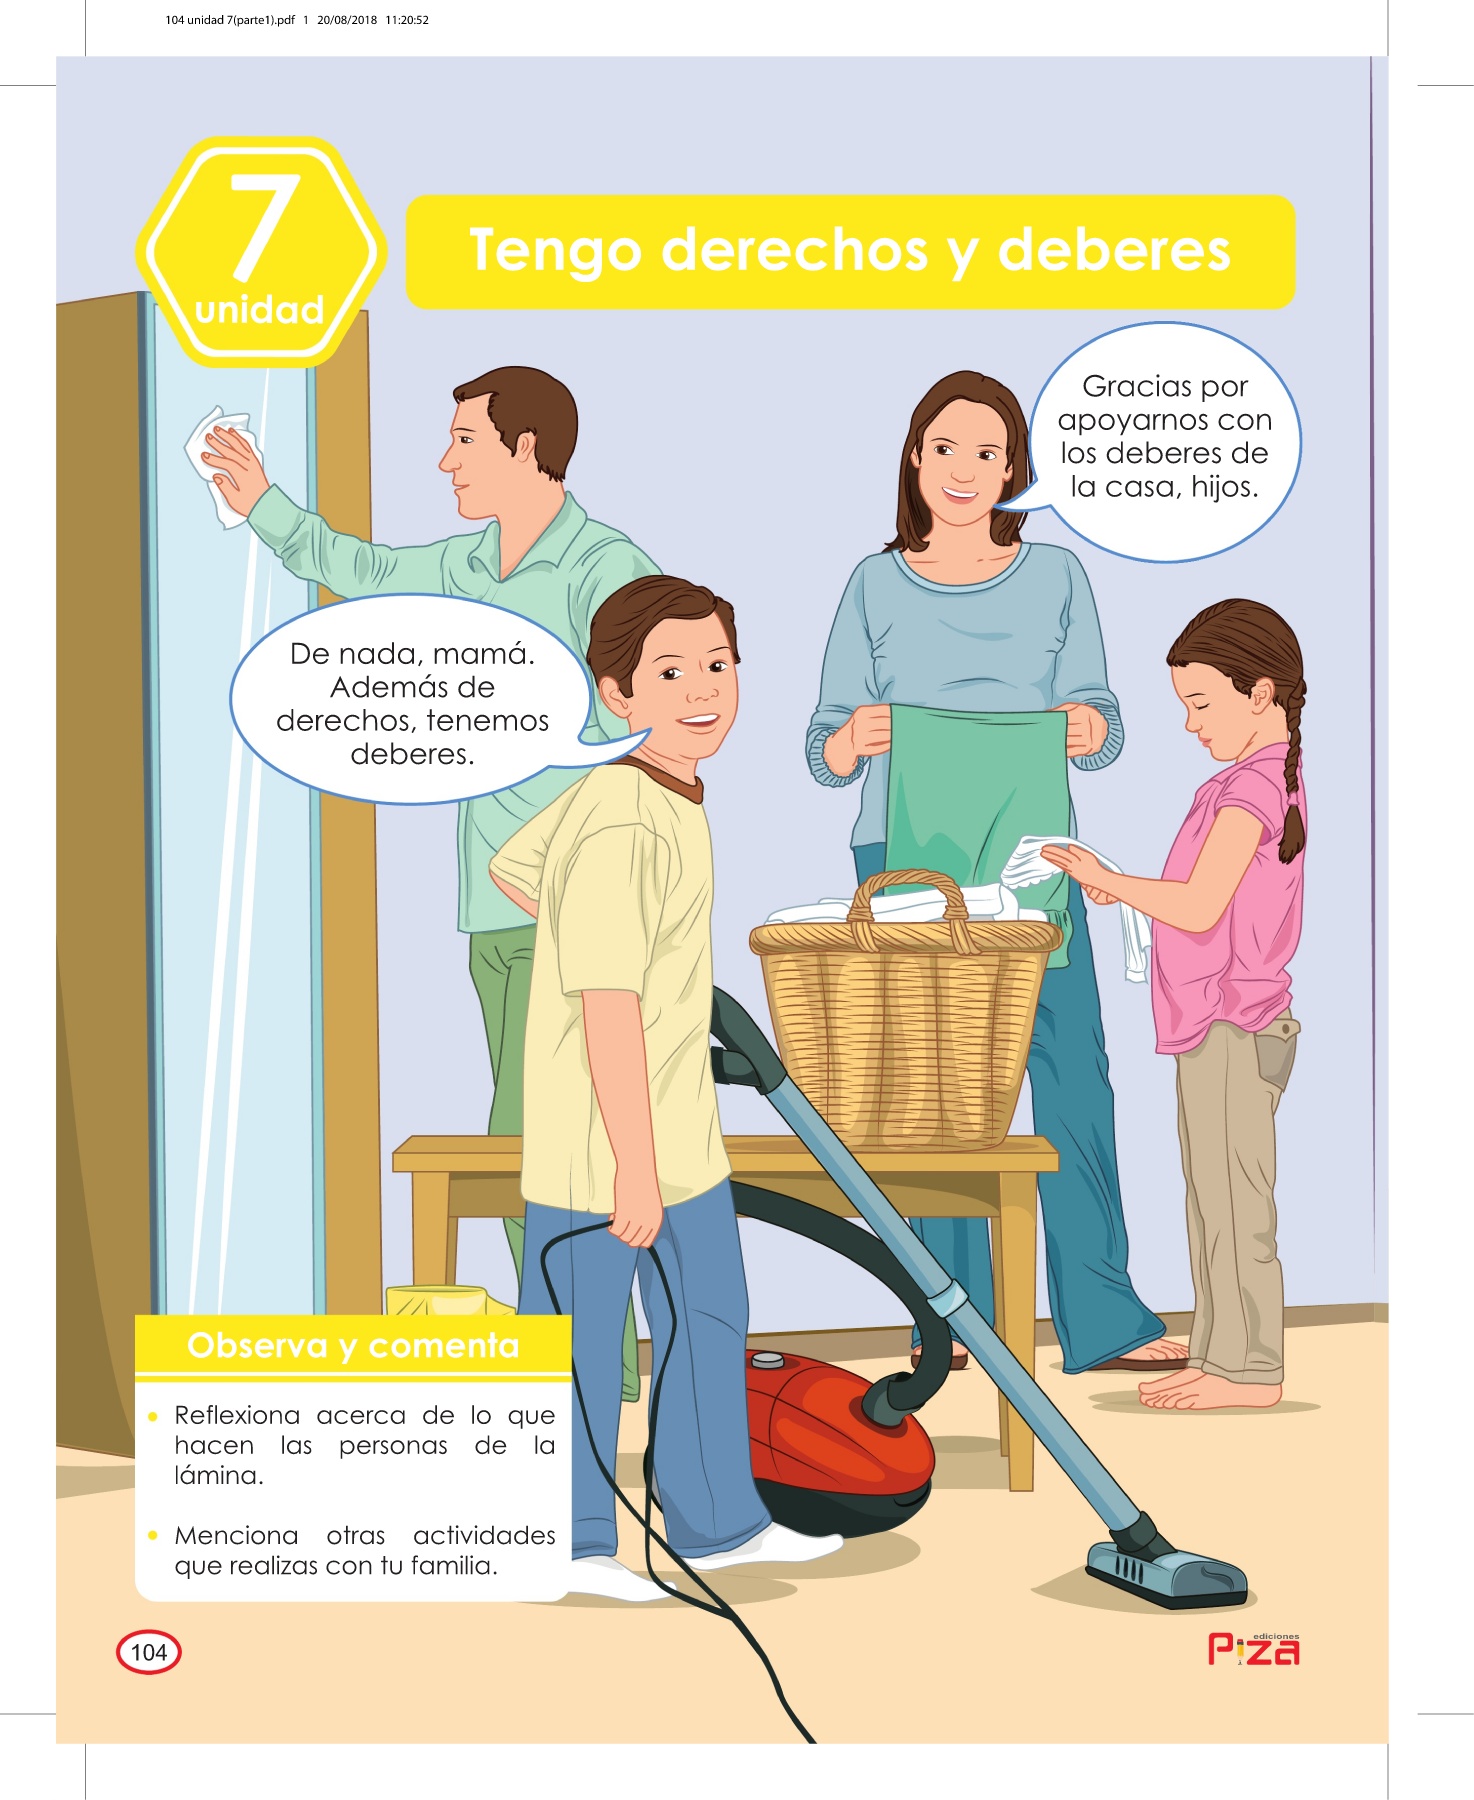 104 unidad 7(parte1).pdf 1 20/08/2018 11:20:52
7
unidad
Tengo derechos y deberes
Gracias por
apoyarnos con
los deberes de
la casa, hijos.
De nada, mamá.
Además de
derechos, tenemos
deberes.
Observa y comenta
• Reflexiona acerca de lo que
hacen las personas de la
lámina.
• Menciona otras actividades
que realizas con tu familia.
104
ediciones
Piza